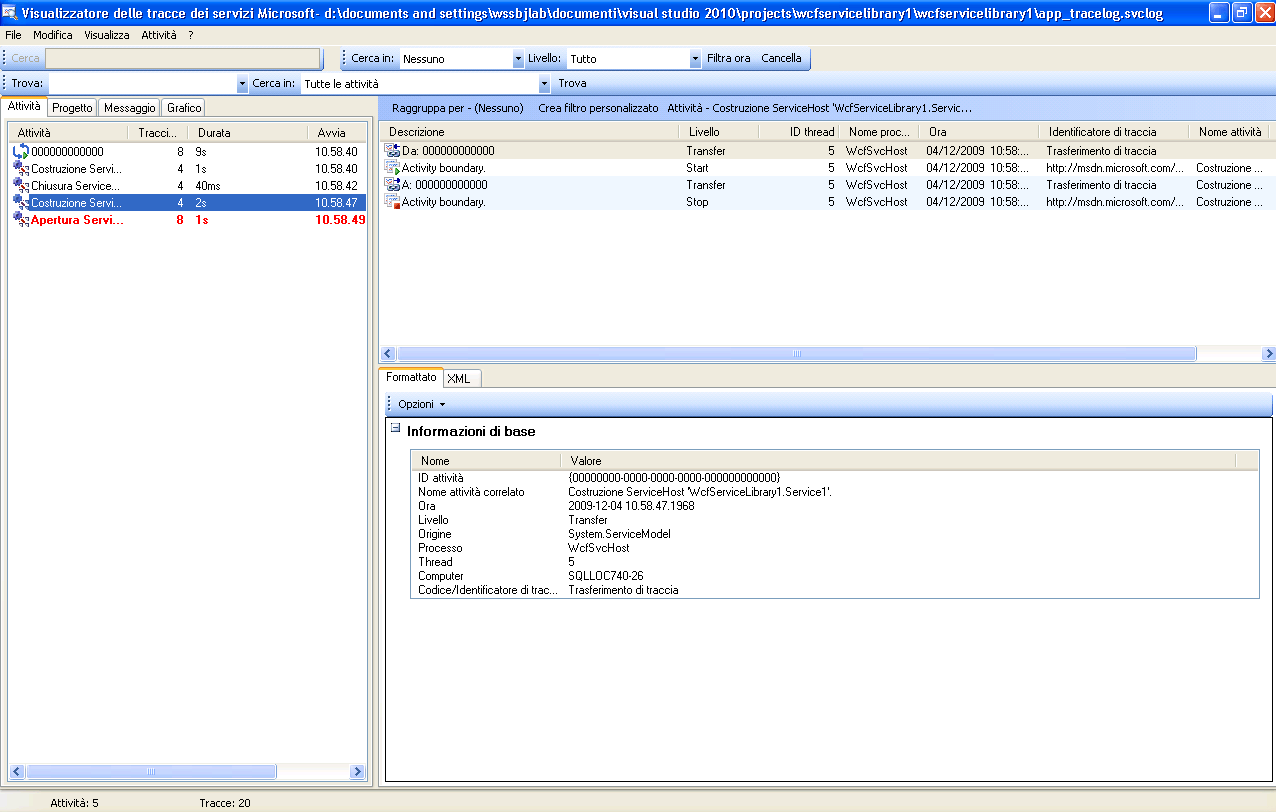 Visualizzatore delle tracce dei servizi Microsoft- d:\documents and settings\wssbjlab\documenti\visual studio 2010\projects\wcfservicelibrary1\wcfservicelibrary1\app_tracelog.svclog
File Modifica Visualizza Attività ?
Cerca Cerca in: Nessuno Livello: Tutto Filtra ora Cancella
Trova: Cerca in: Tutte le attività Trova
Attività Progetto Messaggio Grafico
Attività Tracci... Durata Avvia
000000000000 8 9s 10.58.40
Costruzione Servi... 4 1s 10.58.40
Chiusura Service... 4 40ms 10.58.42
Costruzione Servi... 4 2s 10.58.47
Apertura Servi... 8 1s 10.58.49
Raggruppa per - (Nessuno) Crea filtro personalizzato Attività - Costruzione ServiceHost 'WcfServiceLibrary1.Servic...
Descrizione Livello ID thread Nome proc... Ora Identificatore di traccia Nome attività
Da: 000000000000 Transfer 5 WcfSvcHost 04/12/2009 10:58:... Trasferimento di traccia
Activity boundary. Start 5 WcfSvcHost 04/12/2009 10:58:... http://msdn.microsoft.com/... Costruzione ...
A: 000000000000 Transfer 5 WcfSvcHost 04/12/2009 10:58:... Trasferimento di traccia Costruzione ...
Activity boundary. Stop 5 WcfSvcHost 04/12/2009 10:58:... http://msdn.microsoft.com/... Costruzione ...
Formattato XML
Opzioni
Informazioni di base
Nome Valore
ID attività {00000000-0000-0000-0000-000000000000}
Nome attività correlato Costruzione ServiceHost 'WcfServiceLibrary1.Service1'.
Ora 2009-12-04 10.58.47.1968
Livello Transfer
Origine System.ServiceModel
Processo WcfSvcHost
Thread 5
Computer SQLLOC740-26
Codice/Identificatore di trac... Trasferimento di traccia
Attività: 5 Tracce: 20